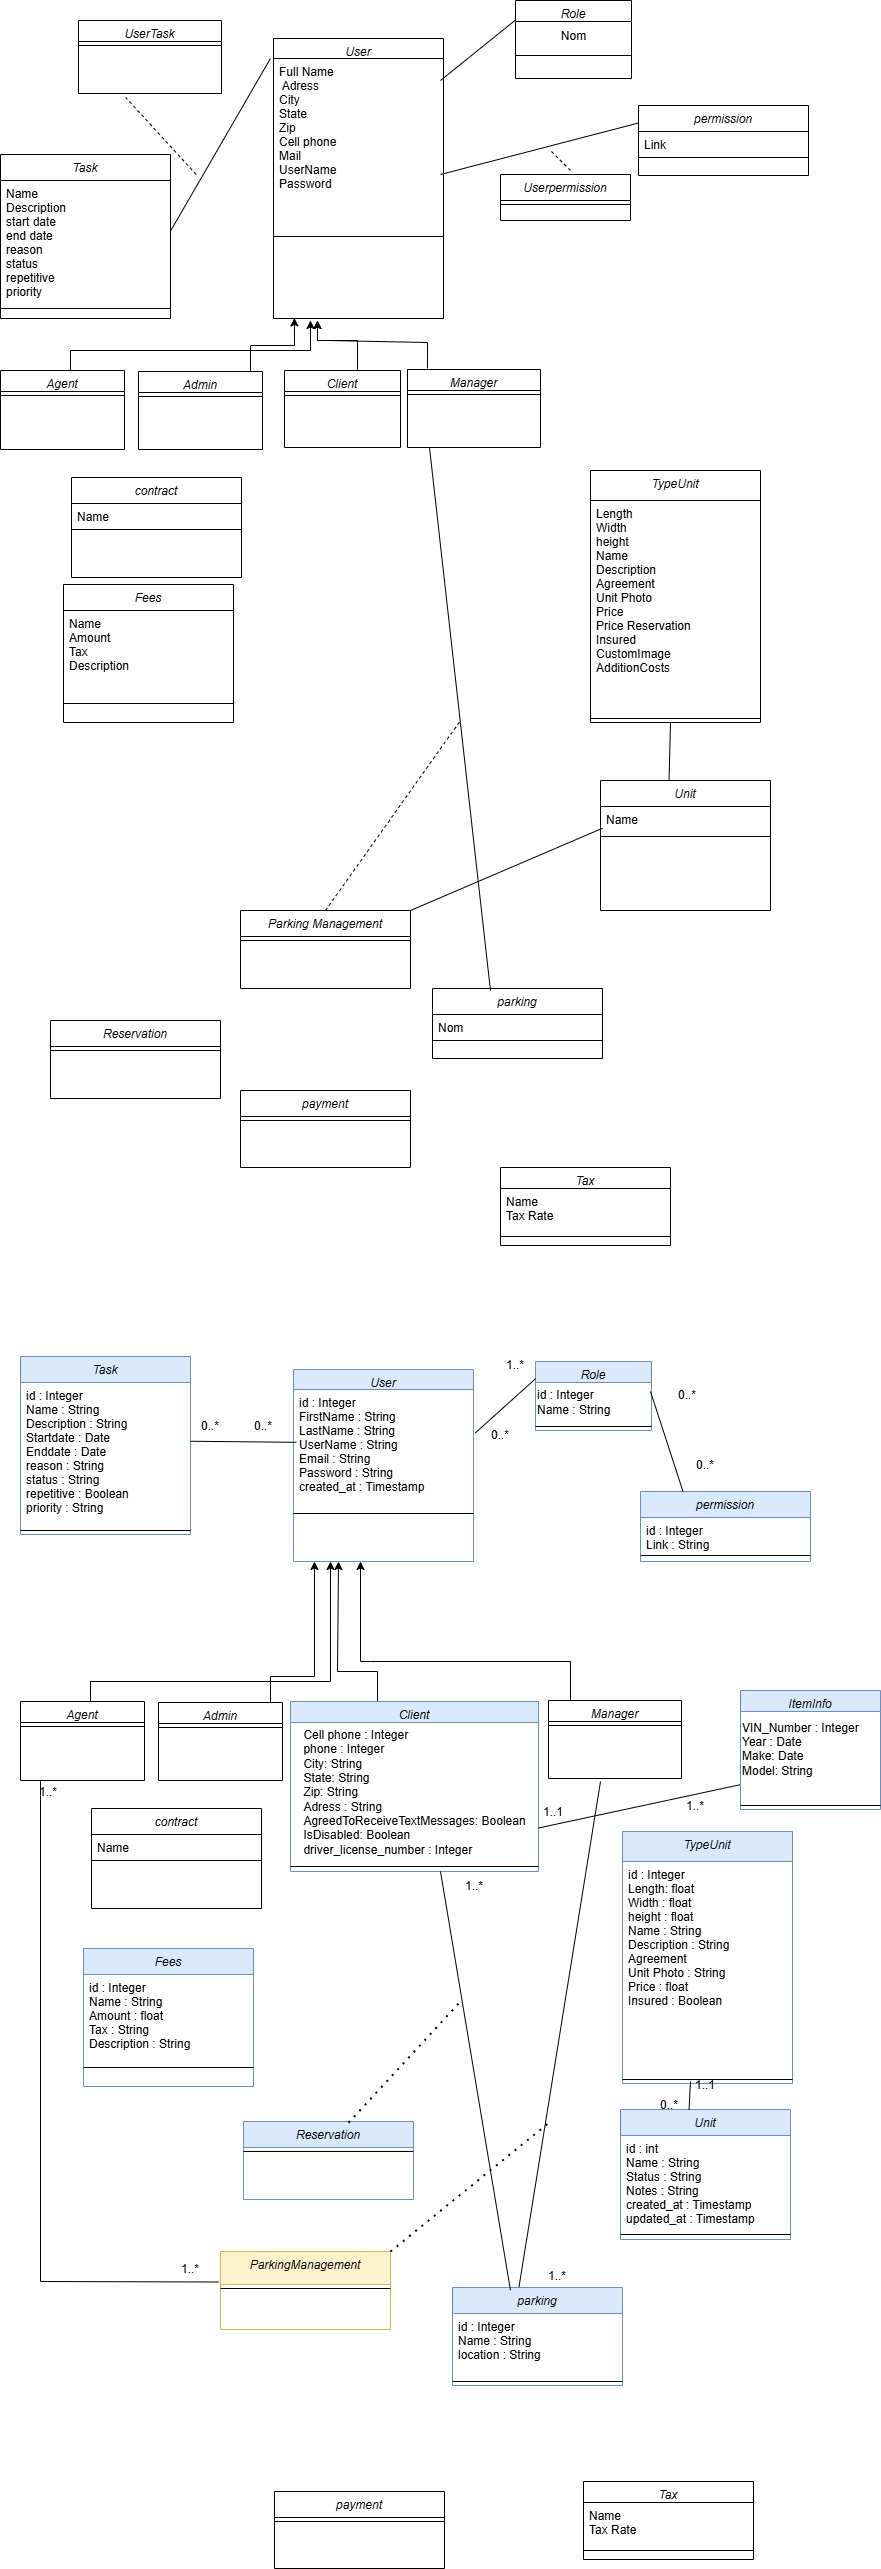 UserTask
Role
Nom
User
Full Name
Adress
City
State
Zip
Cell phone
Mail
UserName
Password
permission
Link
Userpermission
Task
Name
Description
start date
end date
reason
status
repetitive
priority
Agent
Admin
Client
Manager
contract
Name
TypeUnit
Length
Width
height
Name
Description
Agreement
Unit Photo
Price
Price Reservation
Insured
CustomImage
AdditionCosts
Fees
Name
Amount
Tax
Description
Unit
Name
Parking Management
parking
Nom
Reservation
payment
Tax
Name
Tax Rate
Task
id : Integer
Name : String
Description : String
Startdate : Date
Enddate : Date
reason : String
status : String
repetitive : Boolean
priority : String
0..*
0..*
User
id : Integer
FirstName : String
LastName : String
UserName : String
Email : String
Password : String
created_at : Timestamp
1..*
0..*
Role
id : Integer
Name : String
0..*
0..*
permission
id : Integer
Link : String
Agent
Admin
Client
Cell phone : Integer
phone : Integer
City: String
State: String
Zip: String
Adress : String
AgreedToReceiveTextMessages: Boolean
IsDisabled: Boolean
driver_license_number : Integer
Manager
ItemInfo
VIN_Number : Integer
Year : Date
Make: Date
Model: String
1..*
1..1
1..*
contract
Name
TypeUnit
id : Integer
Length: float
Width : float
height : float
Name : String
Description : String
Agreement
Unit Photo : String
Price : float
Insured : Boolean
1..*
Fees
id : Integer
Name : String
Amount : float
Tax : String
Description : String
1..1
0..*
Unit
id : int
Name : String
Status : String
Notes : String
created_at : Timestamp
updated_at : Timestamp
Reservation
ParkingManagement
1..*
1..*
parking
id : Integer
Name : String
location : String
payment
Tax
Name
Tax Rate